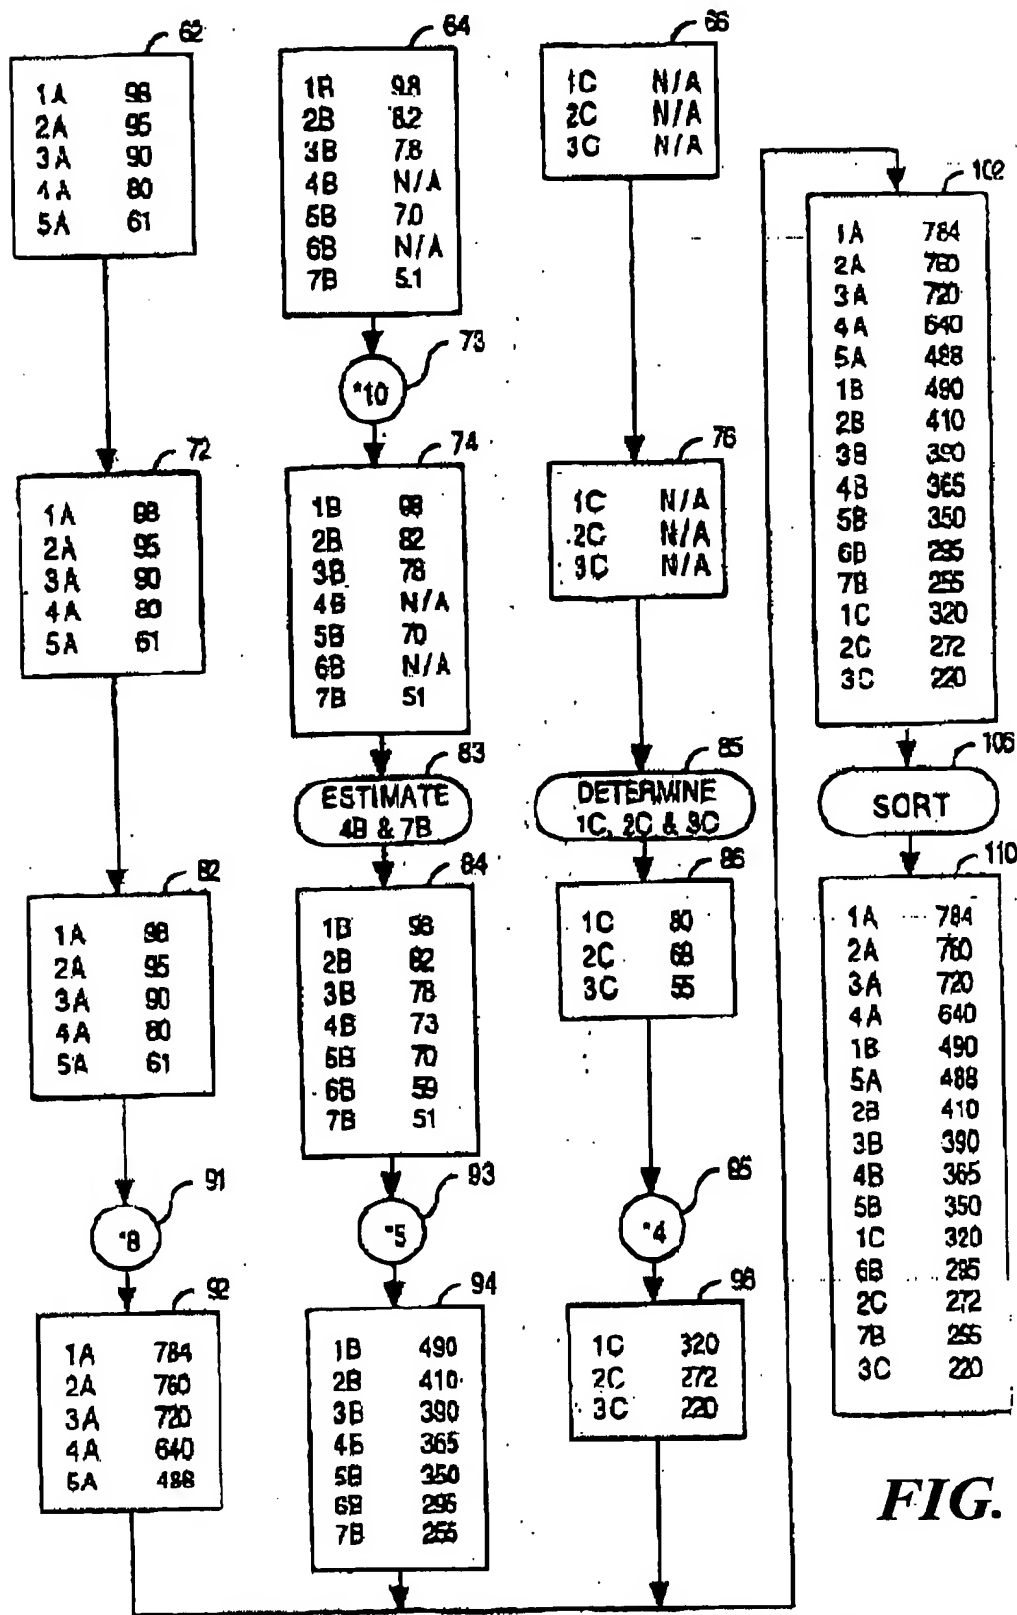 62
1A 98
2A 95
3A 90
4A 80
5A 61
72
1A 98
2A 95
3A 90
4A 80
5A 61
82
1A 98
2A 95
3A 90
4A 80
5A 61
91
*8
92
1A 784
2A 760
3A 720
4A 640
5A 488
64
1B 9.8
2B 8.2
3B 7.8
4B N/A
5B 7.0
6B N/A
7B 5.1
73
*10
74
1B 98
2B 82
3B 78
4B N/A
5B 70
6B N/A
7B 51
83
ESTIMATE
4B & 7B
84
1B 98
2B 82
3B 78
4B 73
5B 70
6B 59
7B 51
93
*5
94
1B 490
2B 410
3B 390
4B 365
5B 350
6B 295
7B 255
66
1C N/A
2C N/A
3C N/A
76
1C N/A
2C N/A
3C N/A
85
DETERMINE
1C, 2C & 3C
86
1C 80
2C 68
3C 55
95
*4
96
1C 320
2C 272
3C 220
102
1A 784
2A 760
3A 720
4A 640
5A 488
1B 490
2B 410
3B 390
4B 365
5B 350
6B 295
7B 255
1C 320
2C 272
3C 220
106
SORT
110
1A 784
2A 760
3A 720
4A 640
1B 490
5A 488
2B 410
3B 390
4B 365
5B 350
1C 320
6B 295
2C 272
7B 255
3C 220
FIG.